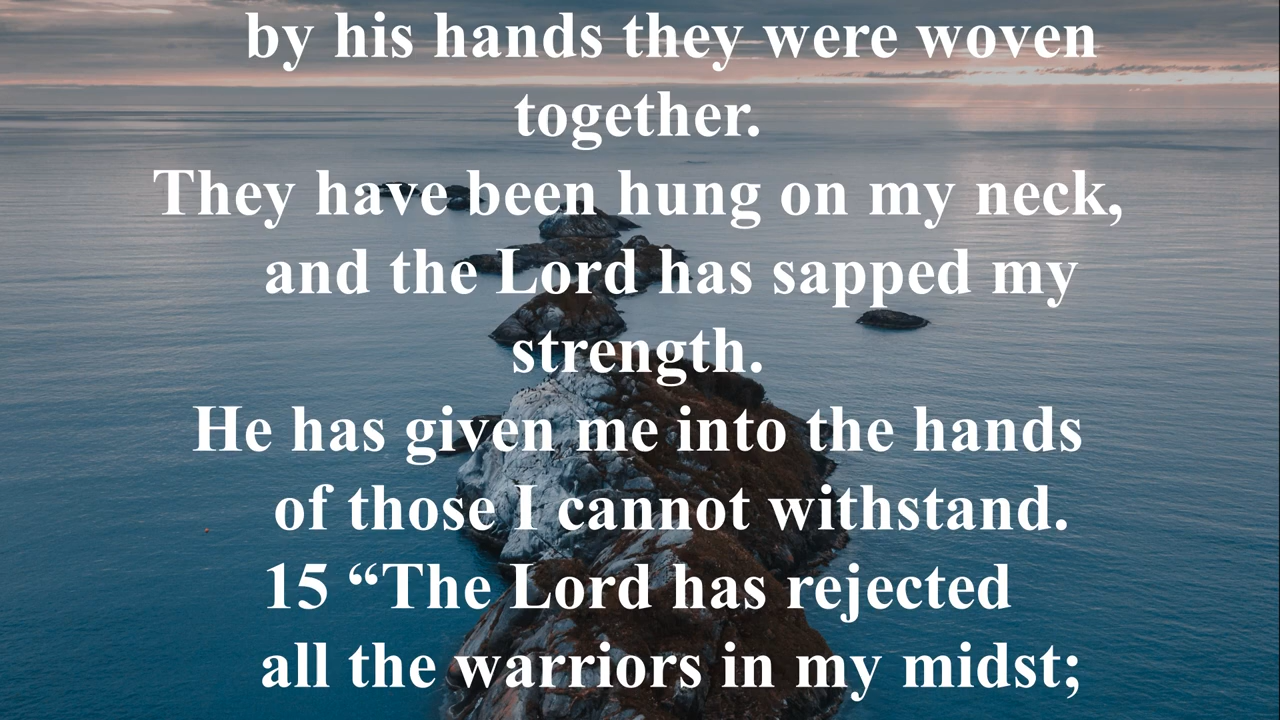 by his hands they were woven
together.
They have been hung on my neck,
and the Lord has sapped my
strength.
He has given me into the hands
of those I cannot withstand.
15 “The Lord has rejected
all the warriors in my midst;